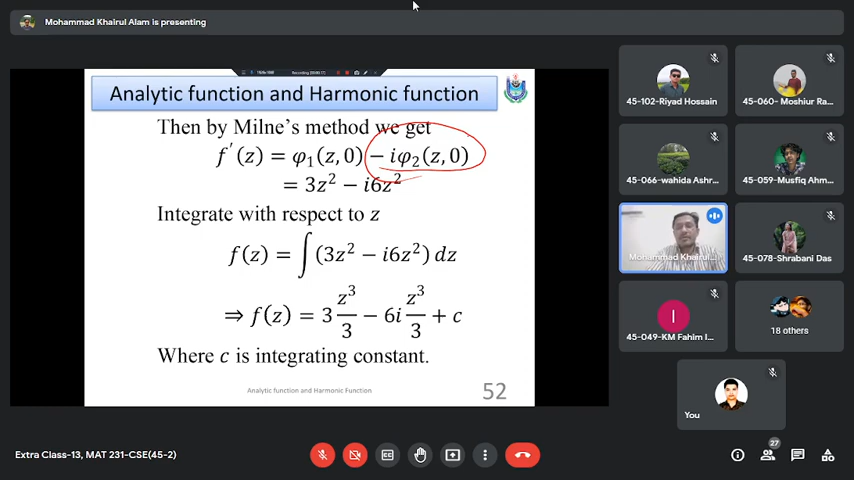 Mohammad Khairul Alam is presenting
Analytic function and Harmonic function
Then by Milne's method we get
f′(z) = φ₁(z, 0) − iφ₂(z, 0)
= 3z² − i6z²
Integrate with respect to z
f(z) = ∫(3z² − i6z²) dz
⇒ f(z) = 3 z³/3 − 6i z³/3 + c
Where c is integrating constant.
Analytic function and Harmonic Function
52
45-102-Riyad Hossain
45-060- Moshiur Ra...
45-066-wahida Ashr...
45-059-Musfiq Ahm...
Mohammad Khairul...
45-078-Shrabani Das
I
45-049-KM Fahim I...
18 others
You
Extra Class-13, MAT 231-CSE(45-2)
27